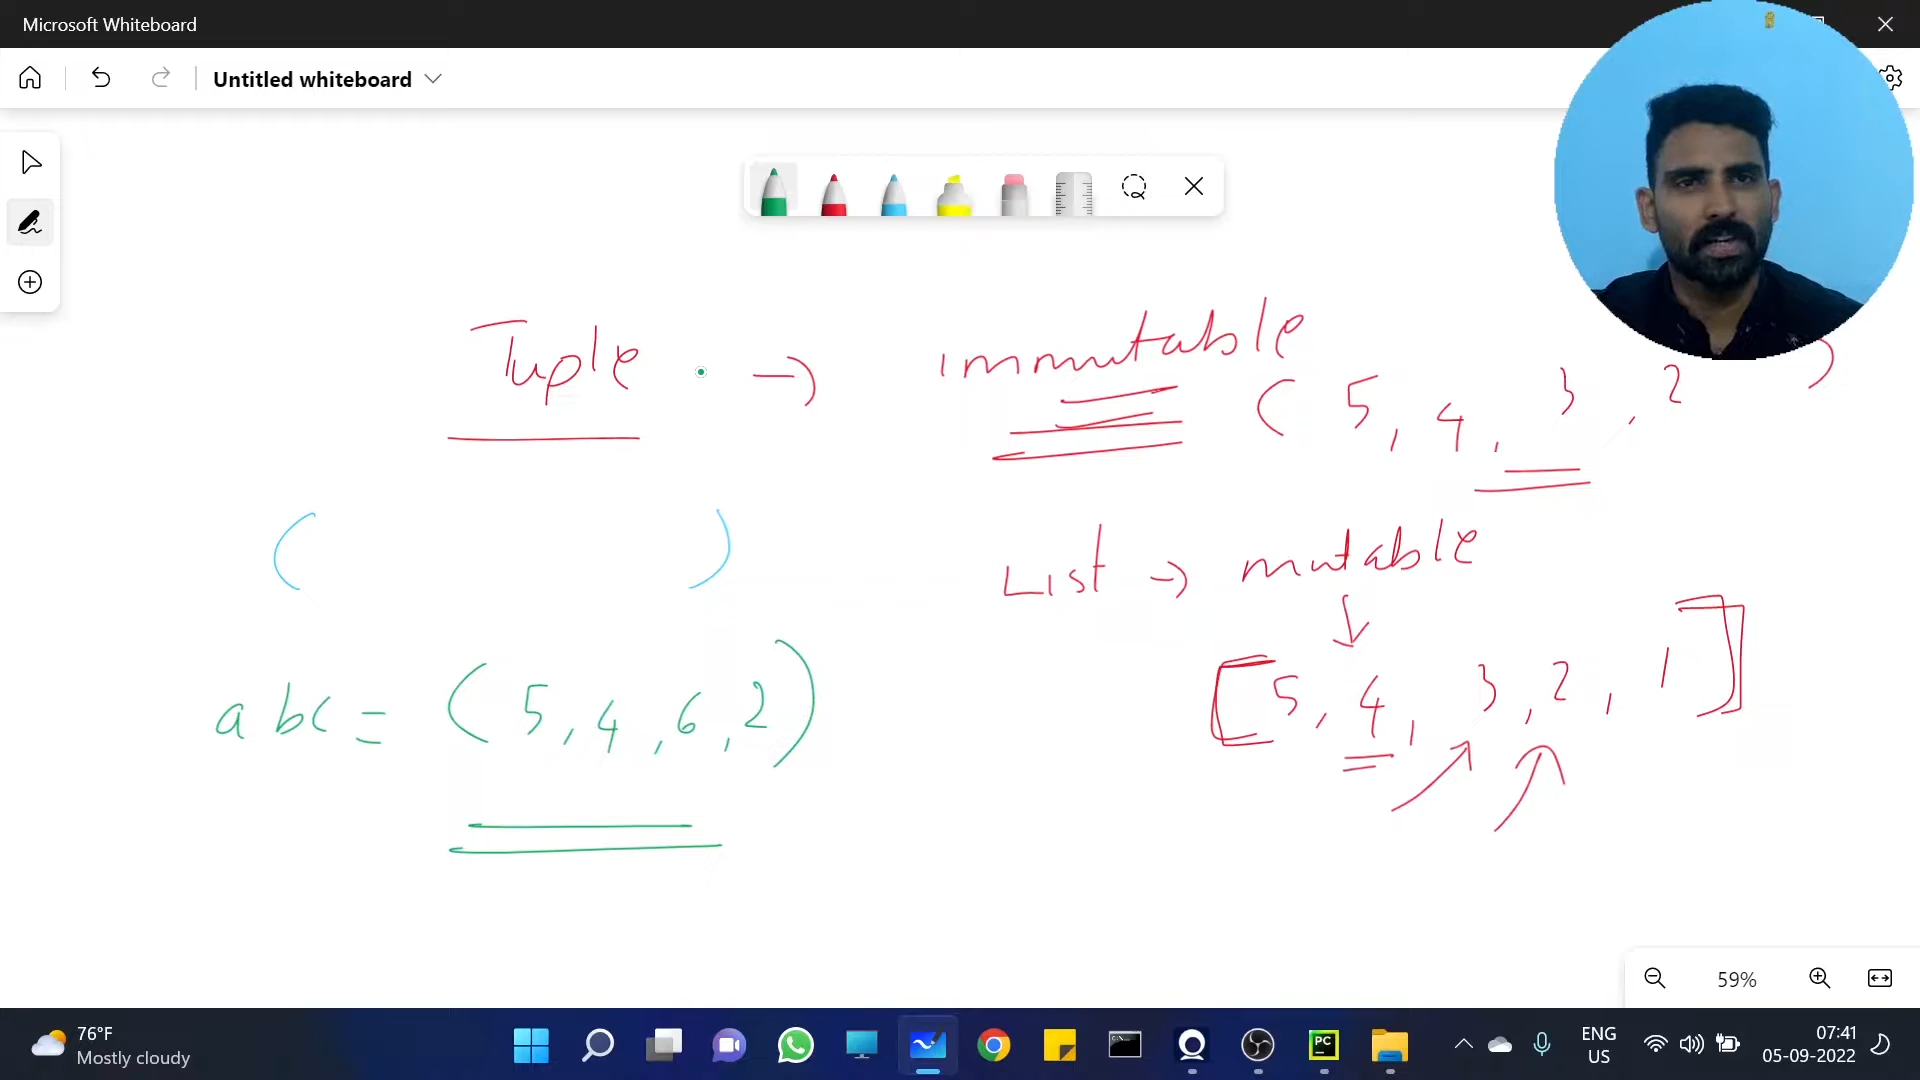 Microsoft Whiteboard
Untitled whiteboard
Tuple → immutable
( 5, 4, 3, 2 )
( )
List → mutable
↓
abc = (5, 4, 6, 2)
[5, 4, 3, 2, 1]
59%
76°F
Mostly cloudy
PC
ENG
US
07:41
05-09-2022